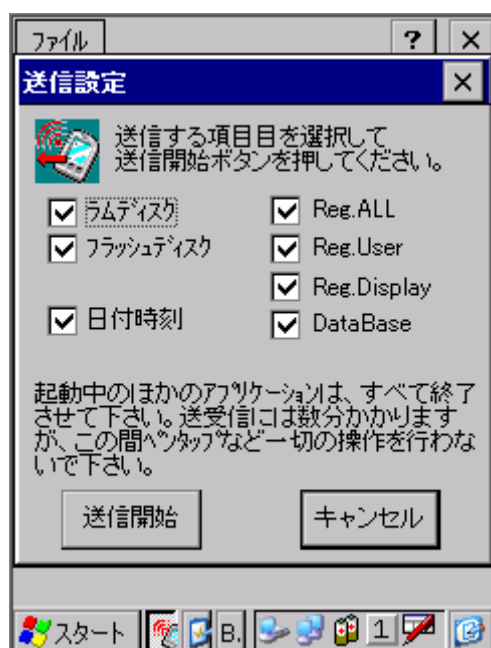 ファイル ? ×
送信設定 ×
送信する項目目を選択して
送信開始ボタンを押してください。
ラムディスク Reg.ALL
フラッシュディスク Reg.User
Reg.Display
日付時刻 DataBase
起動中のほかのアプリケーションは、すべて終了
させて下さい。送受信には数分かかります
が、この間ペンタップなど一切の操作を行わな
いで下さい。
送信開始 キャンセル
スタート B. 1